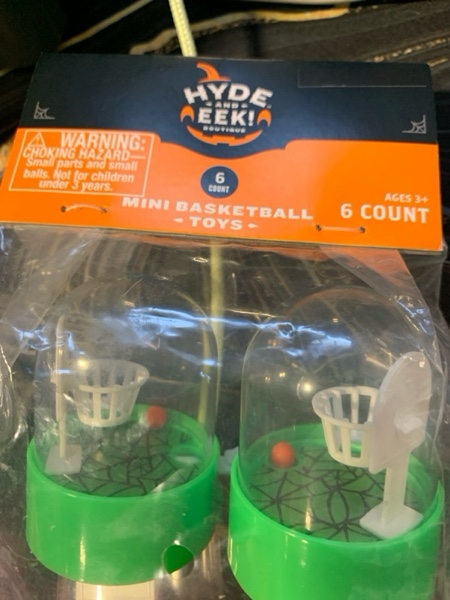 HYDE
AND
EEK!
BOUTIQUE
WARNING:
CHOKING HAZARD—
Small parts and small
balls. Not for children
under 3 years.
6
COUNT
MINI BASKETBALL
TOYS
AGES 3+
6 COUNT